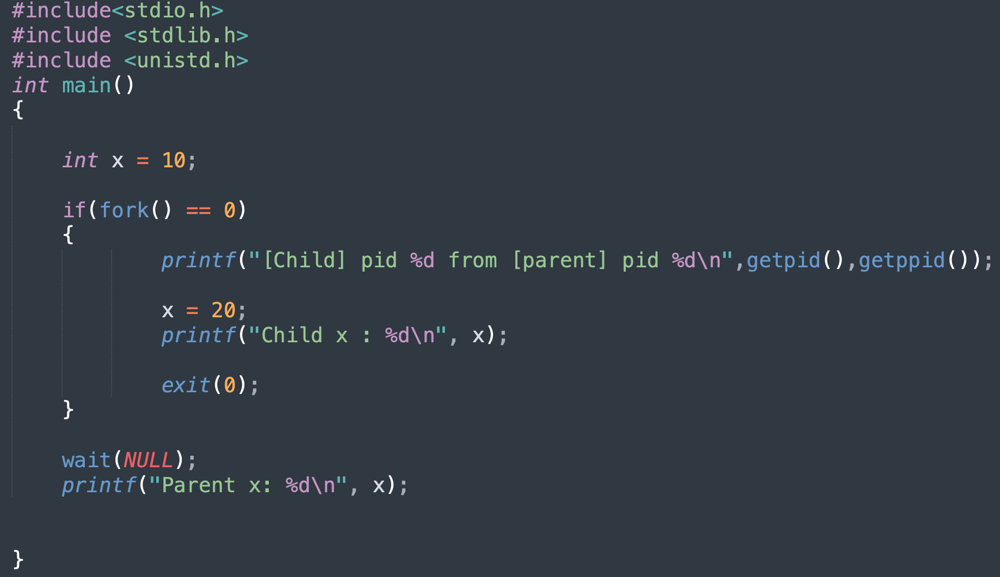 #include<stdio.h>
#include <stdlib.h>
#include <unistd.h>
int main()
{
int x = 10;
if(fork() == 0)
{
printf("[Child] pid %d from [parent] pid %d\n",getpid(),getppid());
x = 20;
printf("Child x : %d\n", x);
exit(0);
}
wait(NULL);
printf("Parent x: %d\n", x);
}